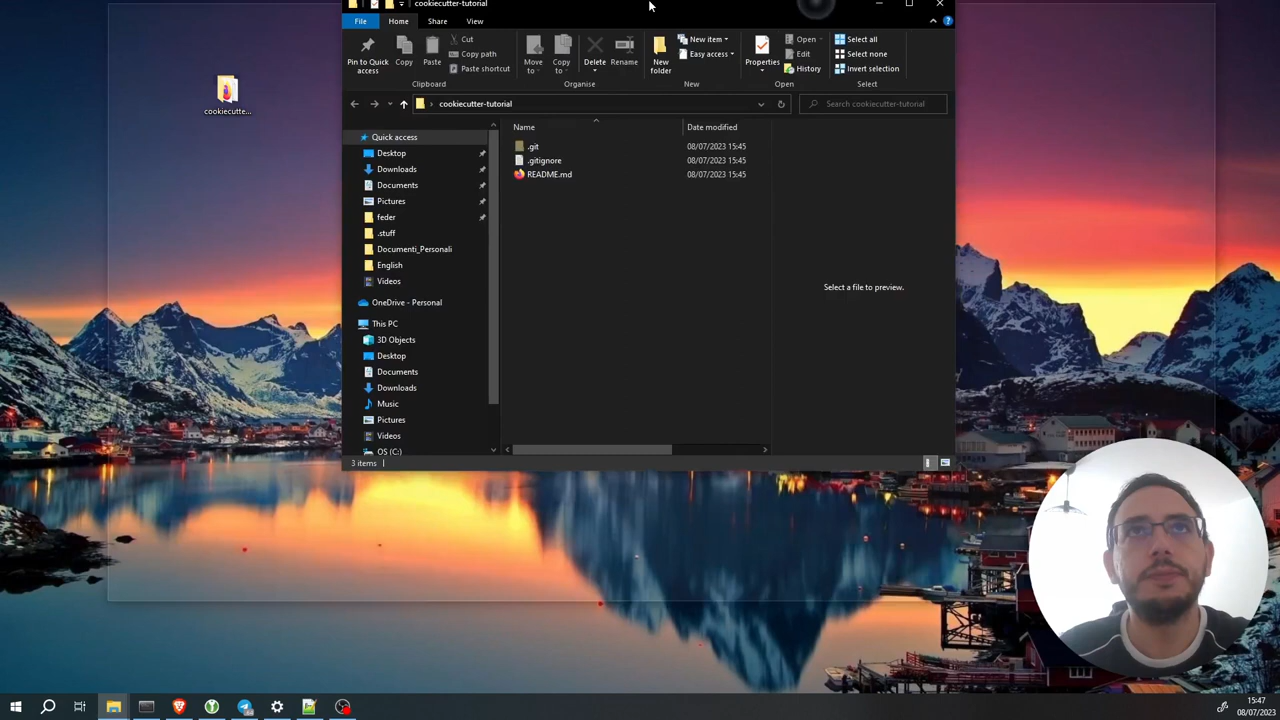 cookiecutter-tutorial
File Home Share View
Pin to Quick access
Copy
Paste
Cut
Copy path
Paste shortcut
Move to
Copy to
Delete
Rename
New folder
New item
Easy access
Properties
Open
Edit
History
Select all
Select none
Invert selection
Clipboard Organise New Open Select
cookiecutter-tutorial
Search cookiecutter-tutorial
cookiecutte...
Quick access
Desktop
Downloads
Documents
Pictures
feder
.stuff
Documenti_Personali
English
Videos
OneDrive - Personal
This PC
3D Objects
Desktop
Documents
Downloads
Music
Pictures
Videos
OS (C:)
Name Date modified
.git 08/07/2023 15:45
.gitignore 08/07/2023 15:45
README.md 08/07/2023 15:45
Select a file to preview.
3 items
15:47
08/07/2023